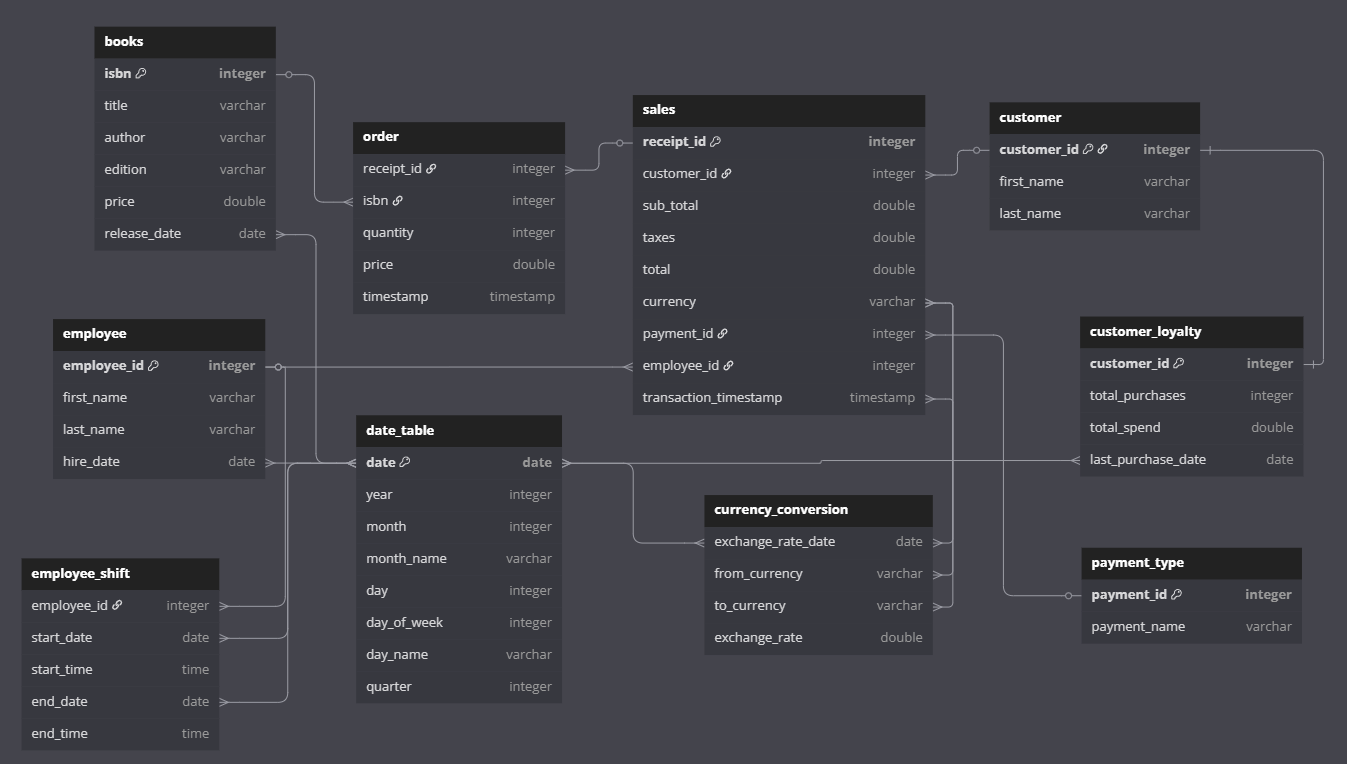 books
isbn integer
title varchar
author varchar
edition varchar
price double
release_date date
order
receipt_id integer
isbn integer
quantity integer
price double
timestamp timestamp
sales
receipt_id integer
customer_id integer
sub_total double
taxes double
total double
currency varchar
payment_id integer
employee_id integer
transaction_timestamp timestamp
customer
customer_id integer
first_name varchar
last_name varchar
employee
employee_id integer
first_name varchar
last_name varchar
hire_date date
customer_loyalty
customer_id integer
total_purchases integer
total_spend double
last_purchase_date date
date_table
date date
year integer
month integer
month_name varchar
day integer
day_of_week integer
day_name varchar
quarter integer
currency_conversion
exchange_rate_date date
from_currency varchar
to_currency varchar
exchange_rate double
payment_type
payment_id integer
payment_name varchar
employee_shift
employee_id integer
start_date date
start_time time
end_date date
end_time time